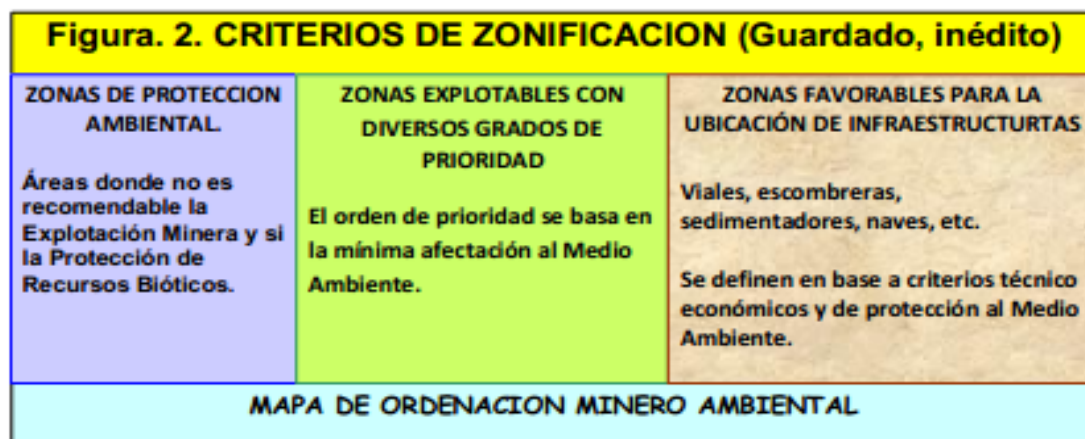 Figura. 2. CRITERIOS DE ZONIFICACION (Guardado, inédito)
ZONAS DE PROTECCION
AMBIENTAL.
Áreas donde no es
recomendable la
Explotación Minera y si
la Protección de
Recursos Bióticos.
ZONAS EXPLOTABLES CON
DIVERSOS GRADOS DE
PRIORIDAD
El orden de prioridad se basa en
la mínima afectación al Medio
Ambiente.
ZONAS FAVORABLES PARA LA
UBICACIÓN DE INFRAESTRUCTURTAS
Viales, escombreras,
sedimentadores, naves, etc.
Se definen en base a criterios técnico
económicos y de protección al Medio
Ambiente.
MAPA DE ORDENACION MINERO AMBIENTAL